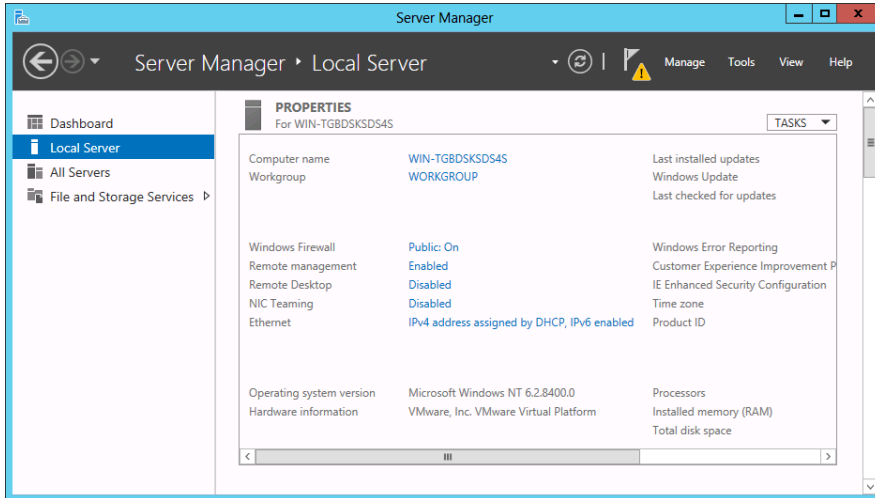 Server Manager
Server Manager ‣ Local Server
Manage Tools View Help
Dashboard
Local Server
All Servers
File and Storage Services
PROPERTIES
For WIN-TGBDSKSDS4S
TASKS
Computer name WIN-TGBDSKSDS4S Last installed updates
Workgroup WORKGROUP Windows Update
Last checked for updates
Windows Firewall Public: On Windows Error Reporting
Remote management Enabled Customer Experience Improvement P
Remote Desktop Disabled IE Enhanced Security Configuration
NIC Teaming Disabled Time zone
Ethernet IPv4 address assigned by DHCP, IPv6 enabled Product ID
Operating system version Microsoft Windows NT 6.2.8400.0 Processors
Hardware information VMware, Inc. VMware Virtual Platform Installed memory (RAM)
Total disk space